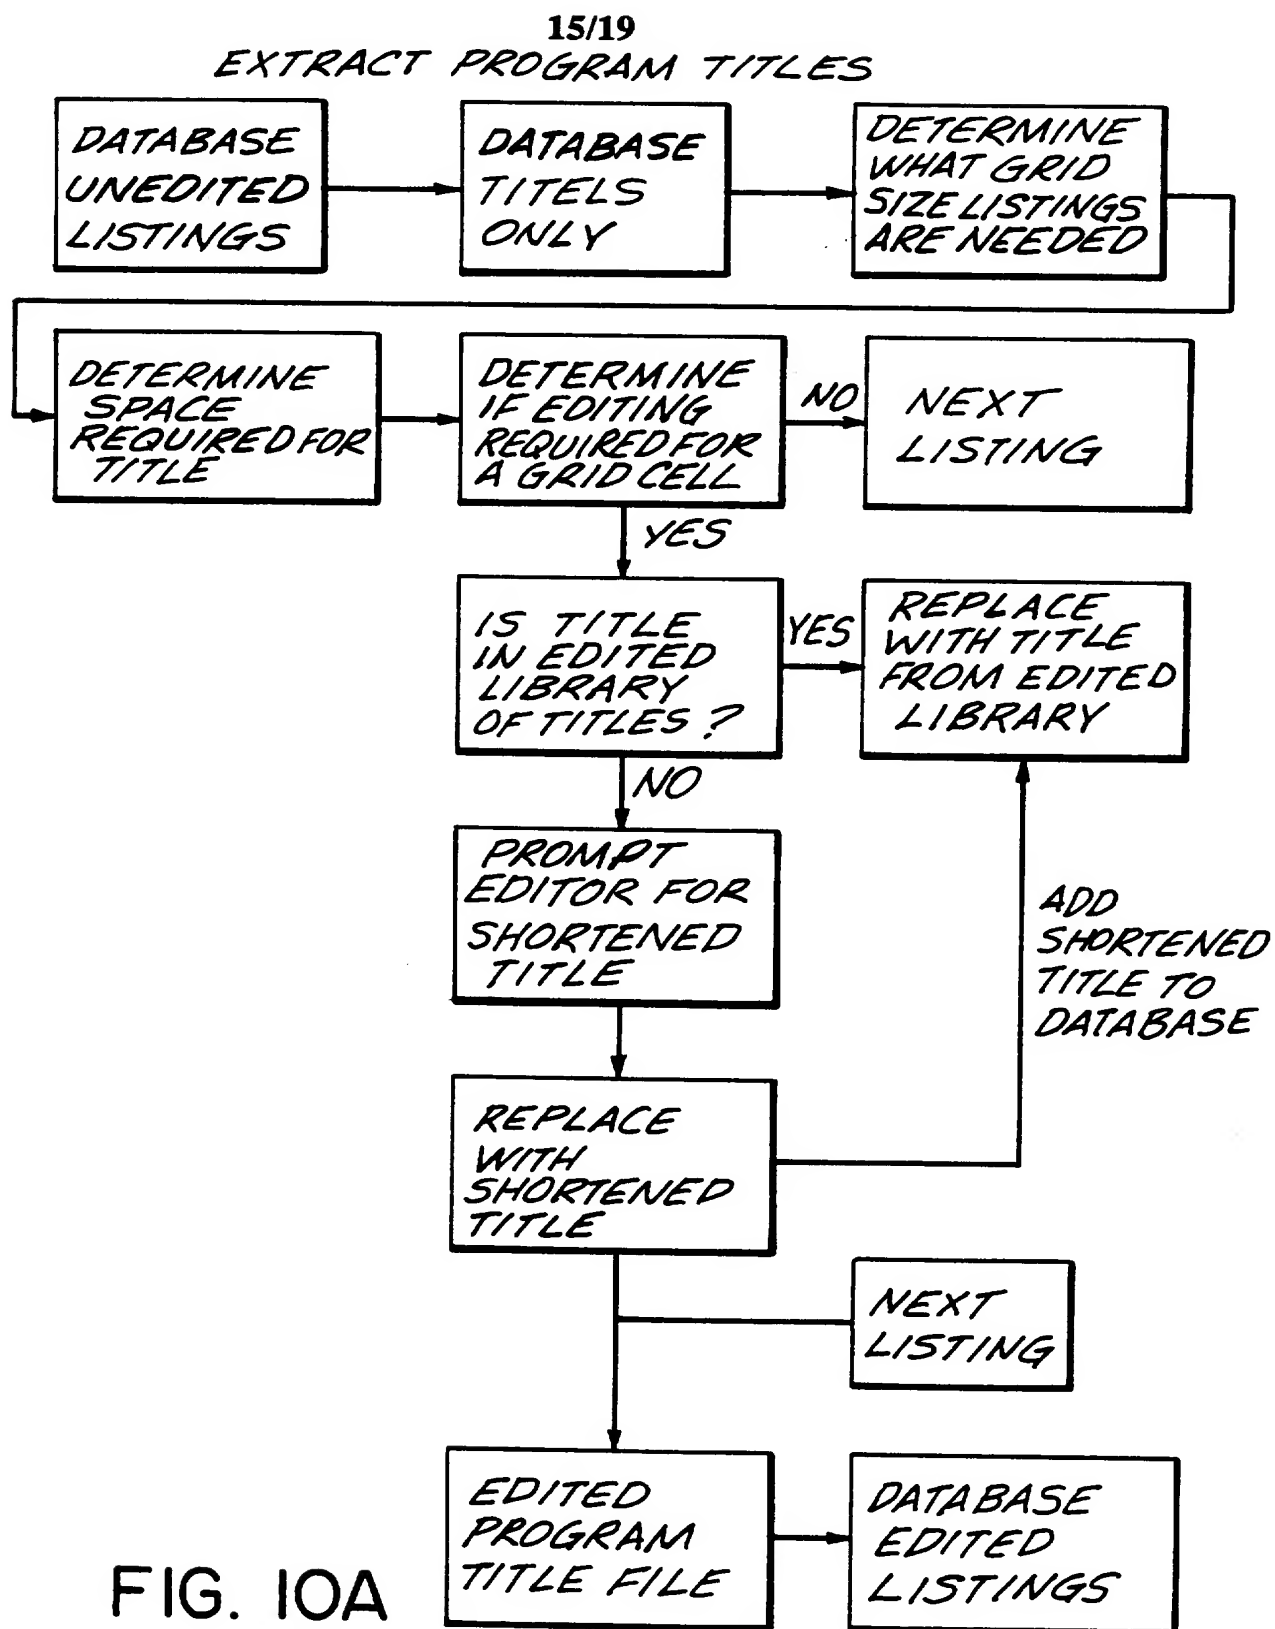 15/19
EXTRACT PROGRAM TITLES
DATABASE
UNEDITED
LISTINGS
DATABASE
TITELS
ONLY
DETERMINE
WHAT GRID
SIZE LISTINGS
ARE NEEDED
DETERMINE
SPACE
REQUIRED FOR
TITLE
DETERMINE
IF EDITING
REQUIRED FOR
A GRID CELL
NO
NEXT
LISTING
YES
IS TITLE
IN EDITED
LIBRARY
OF TITLES ?
YES
REPLACE
WITH TITLE
FROM EDITED
LIBRARY
NO
PROMPT
EDITOR FOR
SHORTENED
TITLE
ADD
SHORTENED
TITLE TO
DATABASE
REPLACE
WITH
SHORTENED
TITLE
NEXT
LISTING
EDITED
PROGRAM
TITLE FILE
DATABASE
EDITED
LISTINGS
FIG. 10A